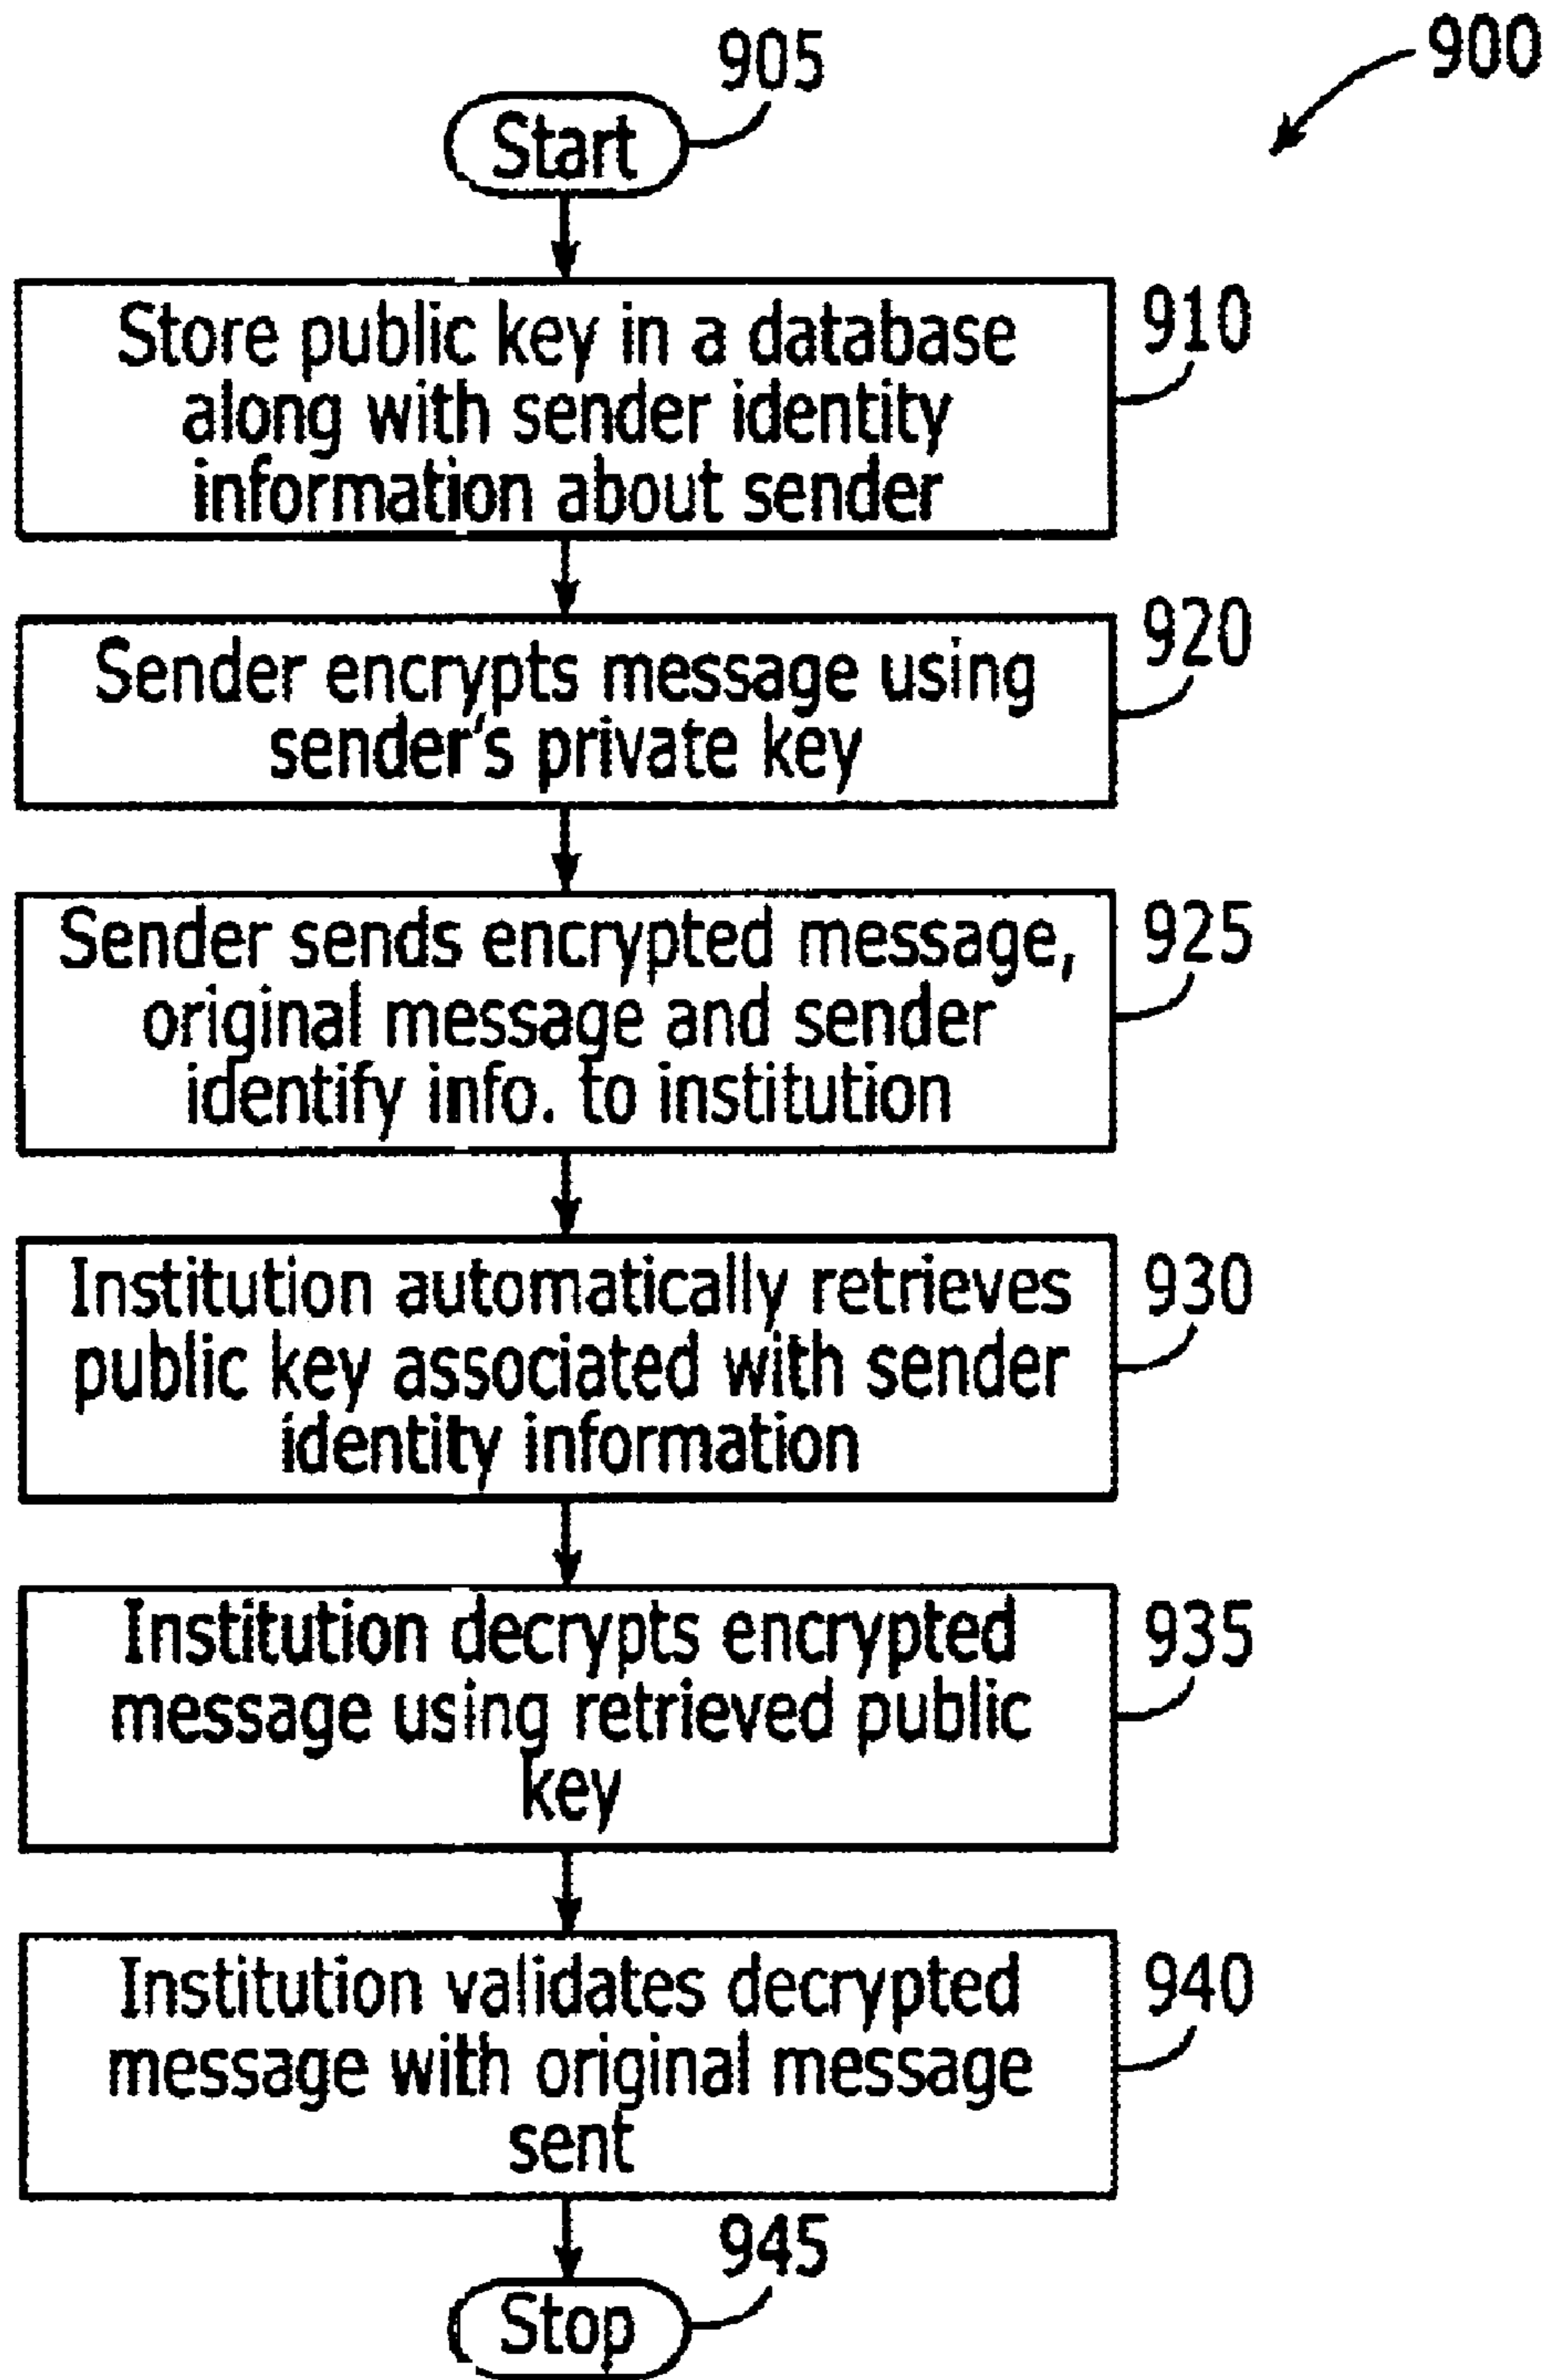 900
905
Start
Store public key in a database
along with sender identity
information about sender
910
Sender encrypts message using
sender's private key
920
Sender sends encrypted message,
original message and sender
identify info. to institution
925
Institution automatically retrieves
public key associated with sender
identity information
930
Institution decrypts encrypted
message using retrieved public
key
935
Institution validates decrypted
message with original message
sent
940
945
Stop